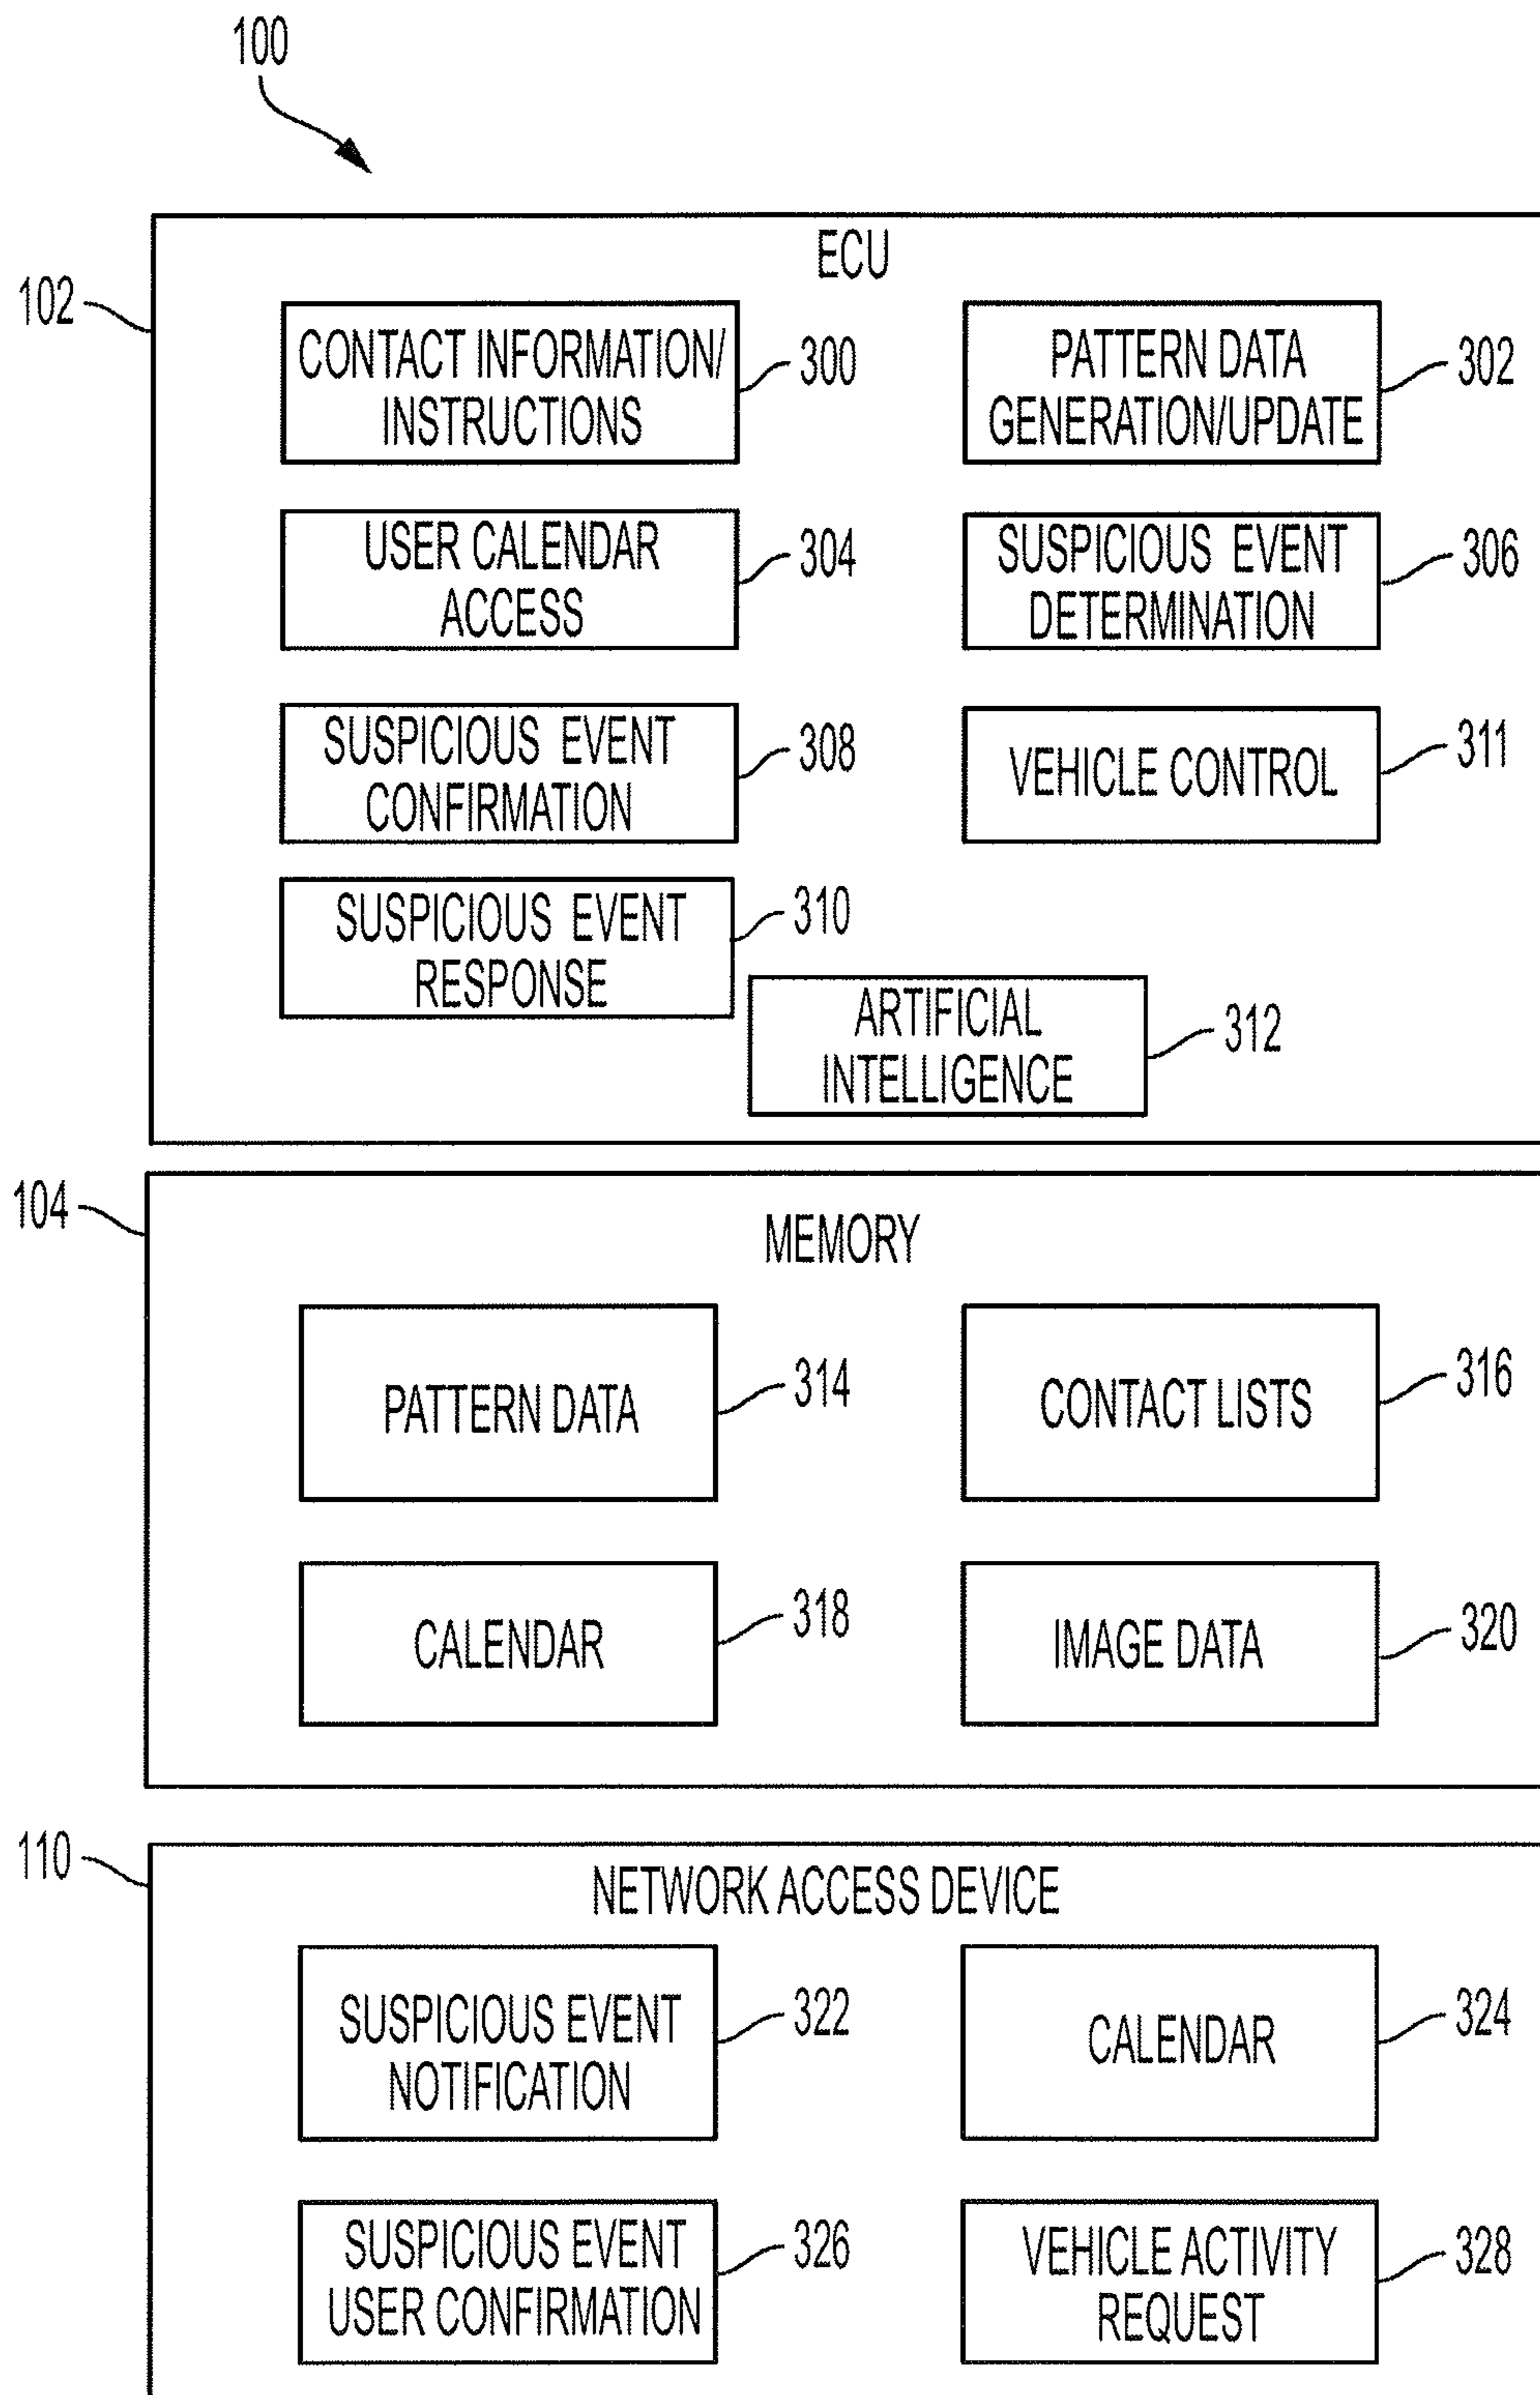 100
ECU
102
CONTACT INFORMATION/
INSTRUCTIONS
300
PATTERN DATA
GENERATION/UPDATE
302
USER CALENDAR
ACCESS
304
SUSPICIOUS EVENT
DETERMINATION
306
SUSPICIOUS EVENT
CONFIRMATION
308
VEHICLE CONTROL
311
SUSPICIOUS EVENT
RESPONSE
310
ARTIFICIAL
INTELLIGENCE
312
104
MEMORY
PATTERN DATA
314
CONTACT LISTS
316
CALENDAR
318
IMAGE DATA
320
110
NETWORK ACCESS DEVICE
SUSPICIOUS EVENT
NOTIFICATION
322
CALENDAR
324
SUSPICIOUS EVENT
USER CONFIRMATION
326
VEHICLE ACTIVITY
REQUEST
328